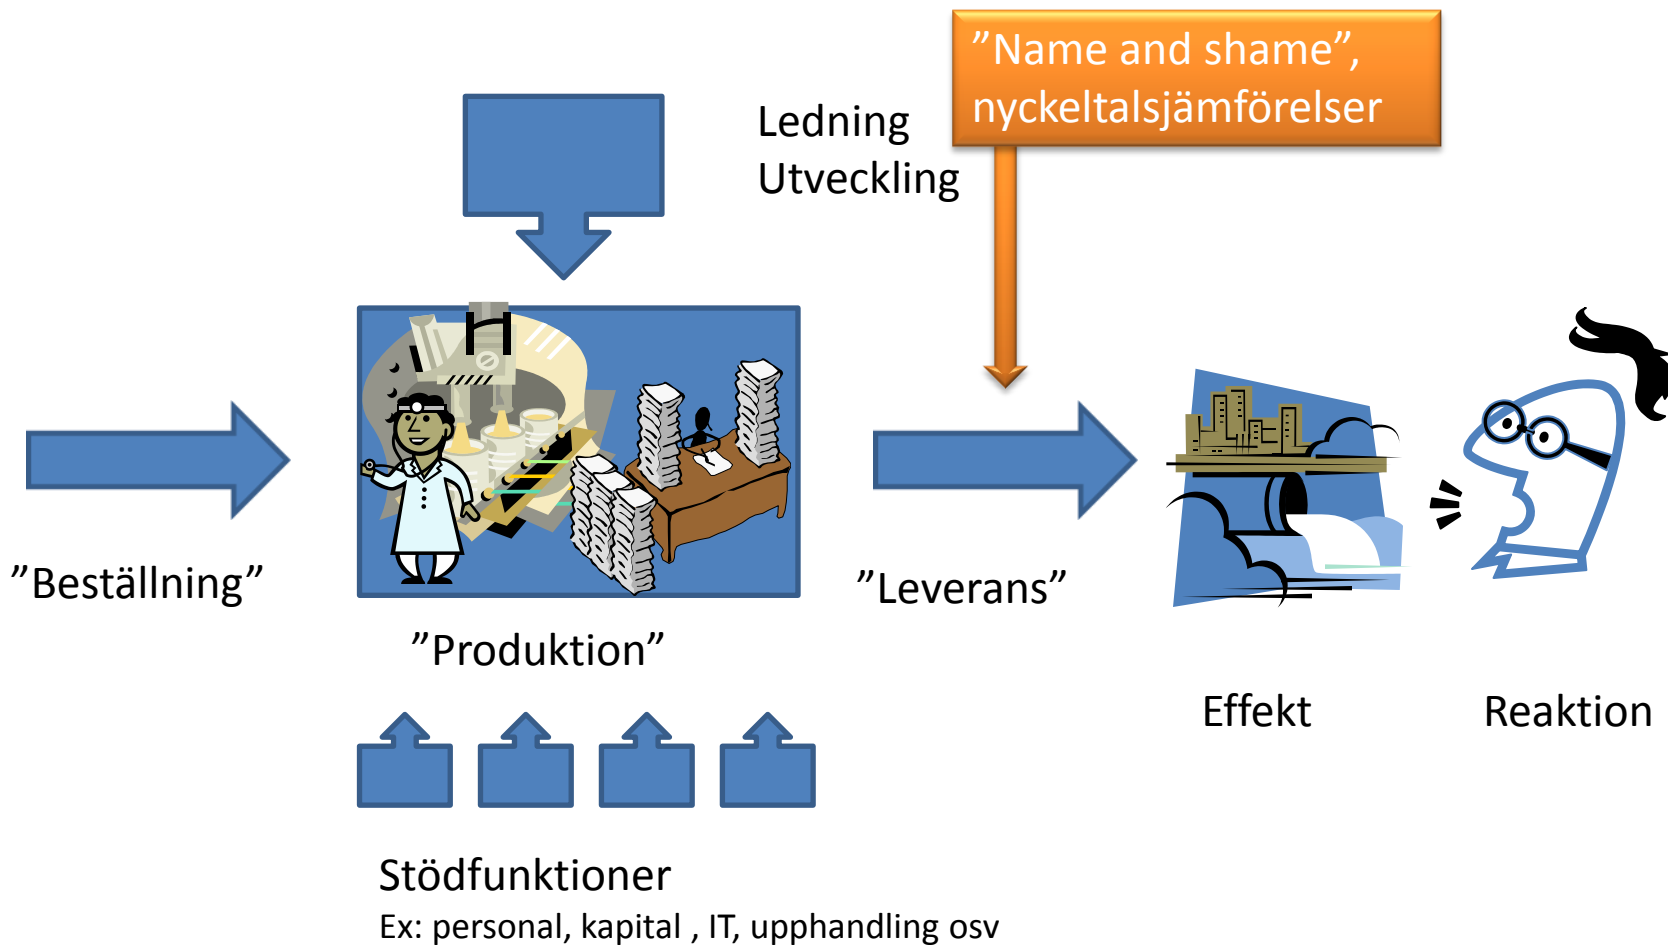 ”Name and shame”,
nyckeltalsjämförelser
Ledning
Utveckling
”Beställning”
”Produktion”
”Leverans”
Effekt
Reaktion
Stödfunktioner
Ex: personal, kapital , IT, upphandling osv